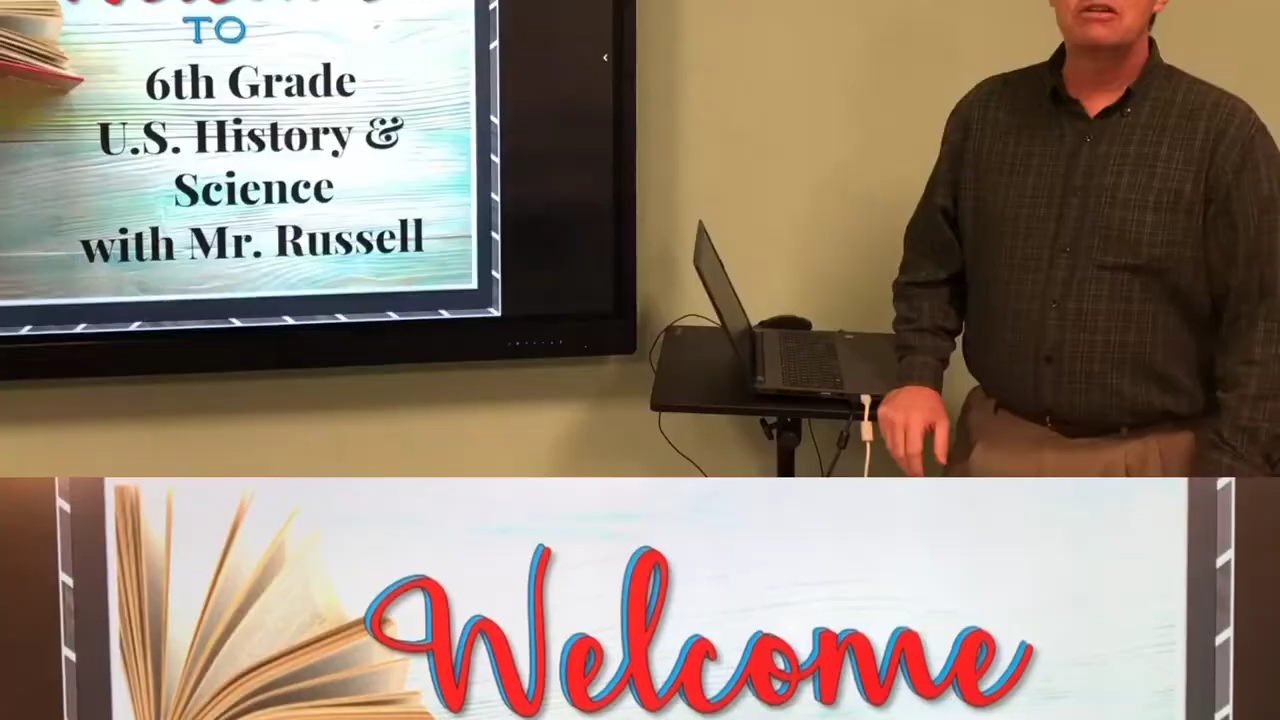 TO
6th Grade
U.S. History &
Science
with Mr. Russell
Welcome